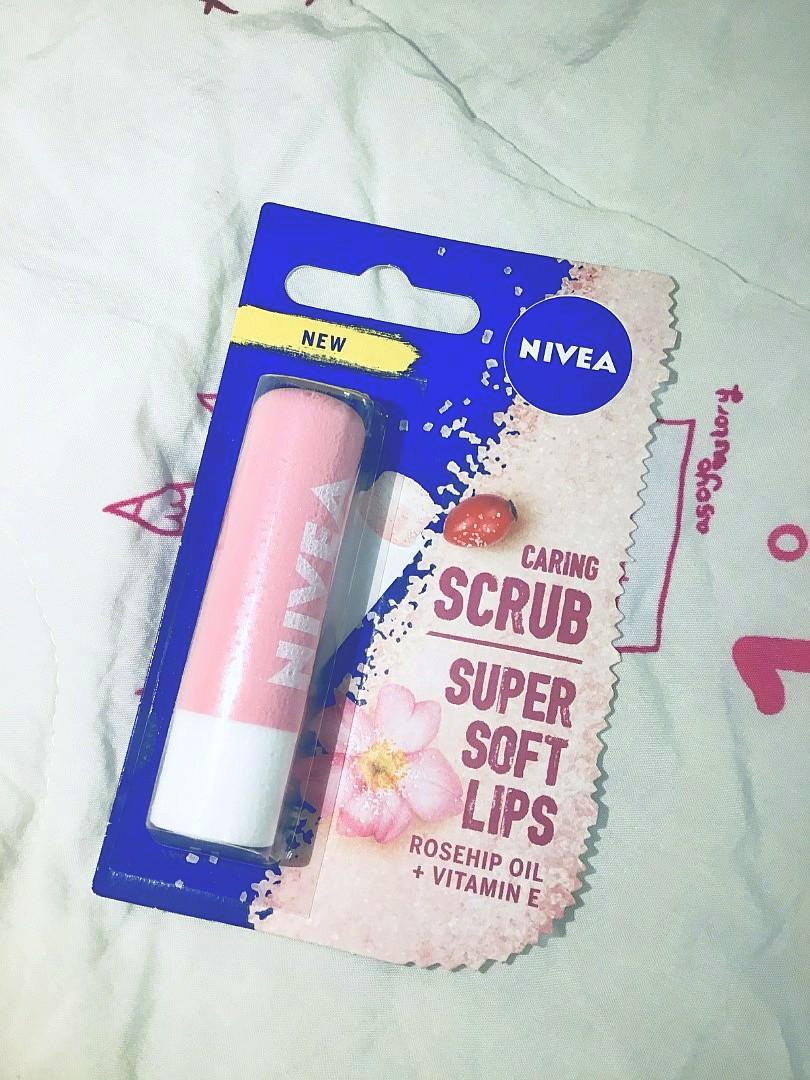 NEW
NIVEA
NIVEA
CARING
SCRUB
SUPER
SOFT
LIPS
ROSEHIP OIL
+ VITAMIN E